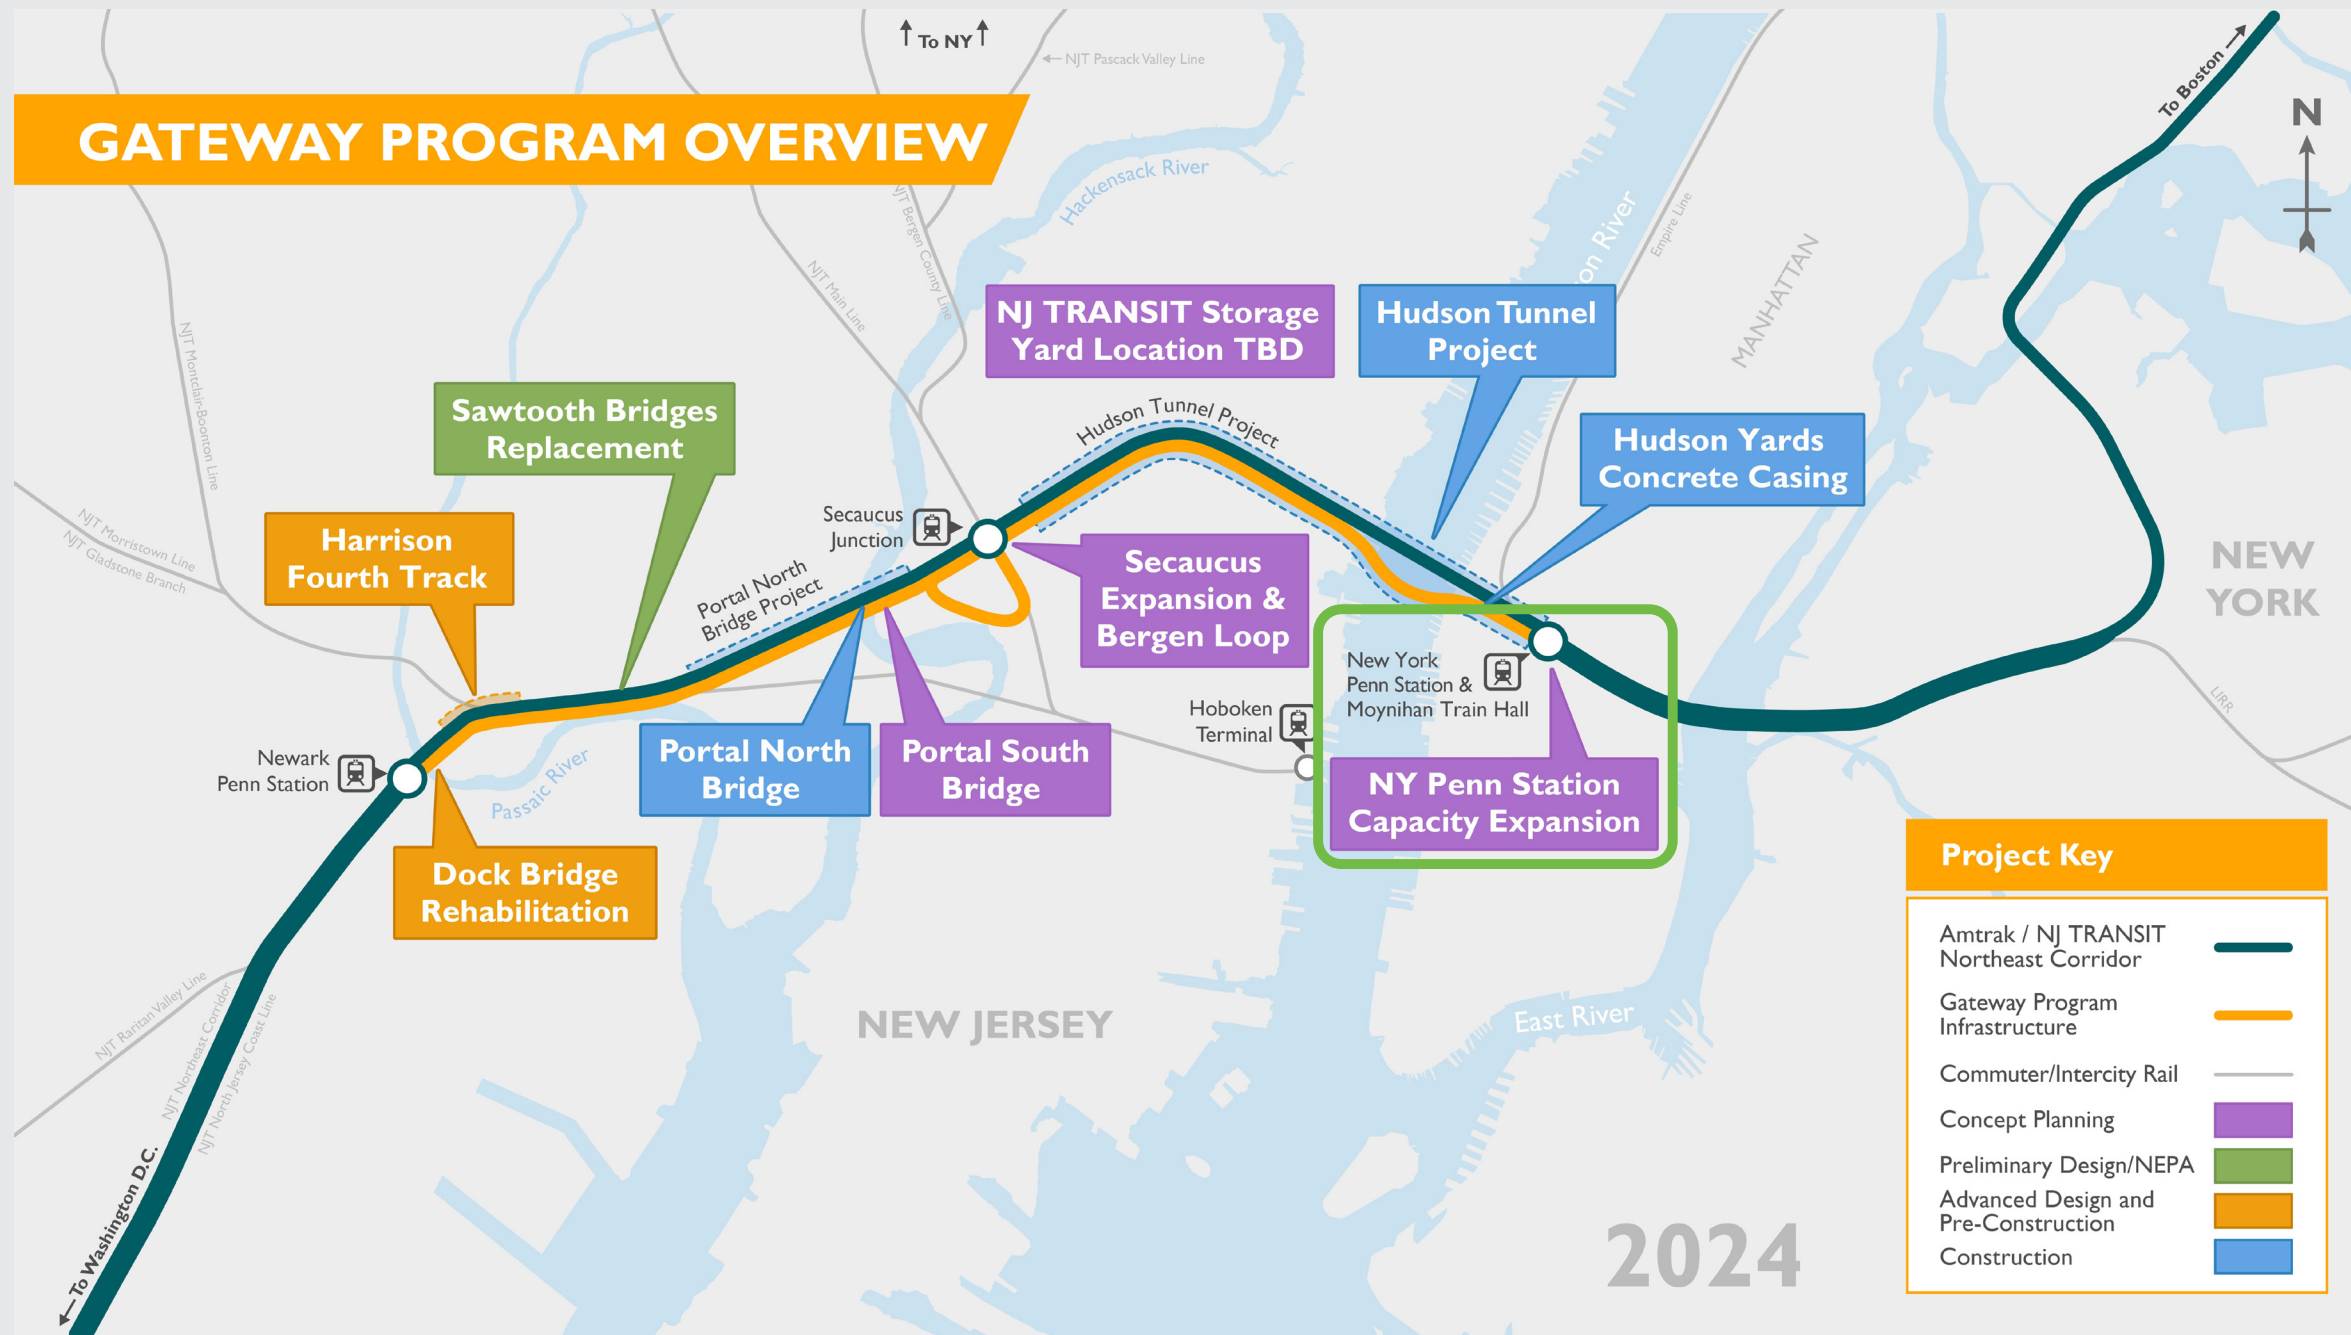 To NY
NJT Pascack Valley Line
To Boston
N
GATEWAY PROGRAM OVERVIEW
Hackensack River
NJT Bergen County Line
NJT Main Line
on River
Empire Line
MANHATTAN
NJ TRANSIT Storage
Yard Location TBD
Hudson Tunnel
Project
NJT Montclair-Boonton Line
Sawtooth Bridges
Replacement
Hudson Tunnel Project
Hudson Yards
Concrete Casing
NJT Morristown Line
NJT Gladstone Branch
Harrison
Fourth Track
Secaucus
Junction
Portal North
Bridge Project
Secaucus
Expansion &
Bergen Loop
NEW
YORK
New York
Penn Station &
Moynihan Train Hall
Hoboken
Terminal
LIRR
Newark
Penn Station
Passaic River
Portal North
Bridge
Portal South
Bridge
NY Penn Station
Capacity Expansion
Dock Bridge
Rehabilitation
NJT Raritan Valley Line
NJT Northeast Corridor
NJT North Jersey Coast Line
To Washington D.C.
NEW JERSEY
East River
2024
Project Key
Amtrak / NJ TRANSIT
Northeast Corridor
Gateway Program
Infrastructure
Commuter/Intercity Rail
Concept Planning
Preliminary Design/NEPA
Advanced Design and
Pre-Construction
Construction